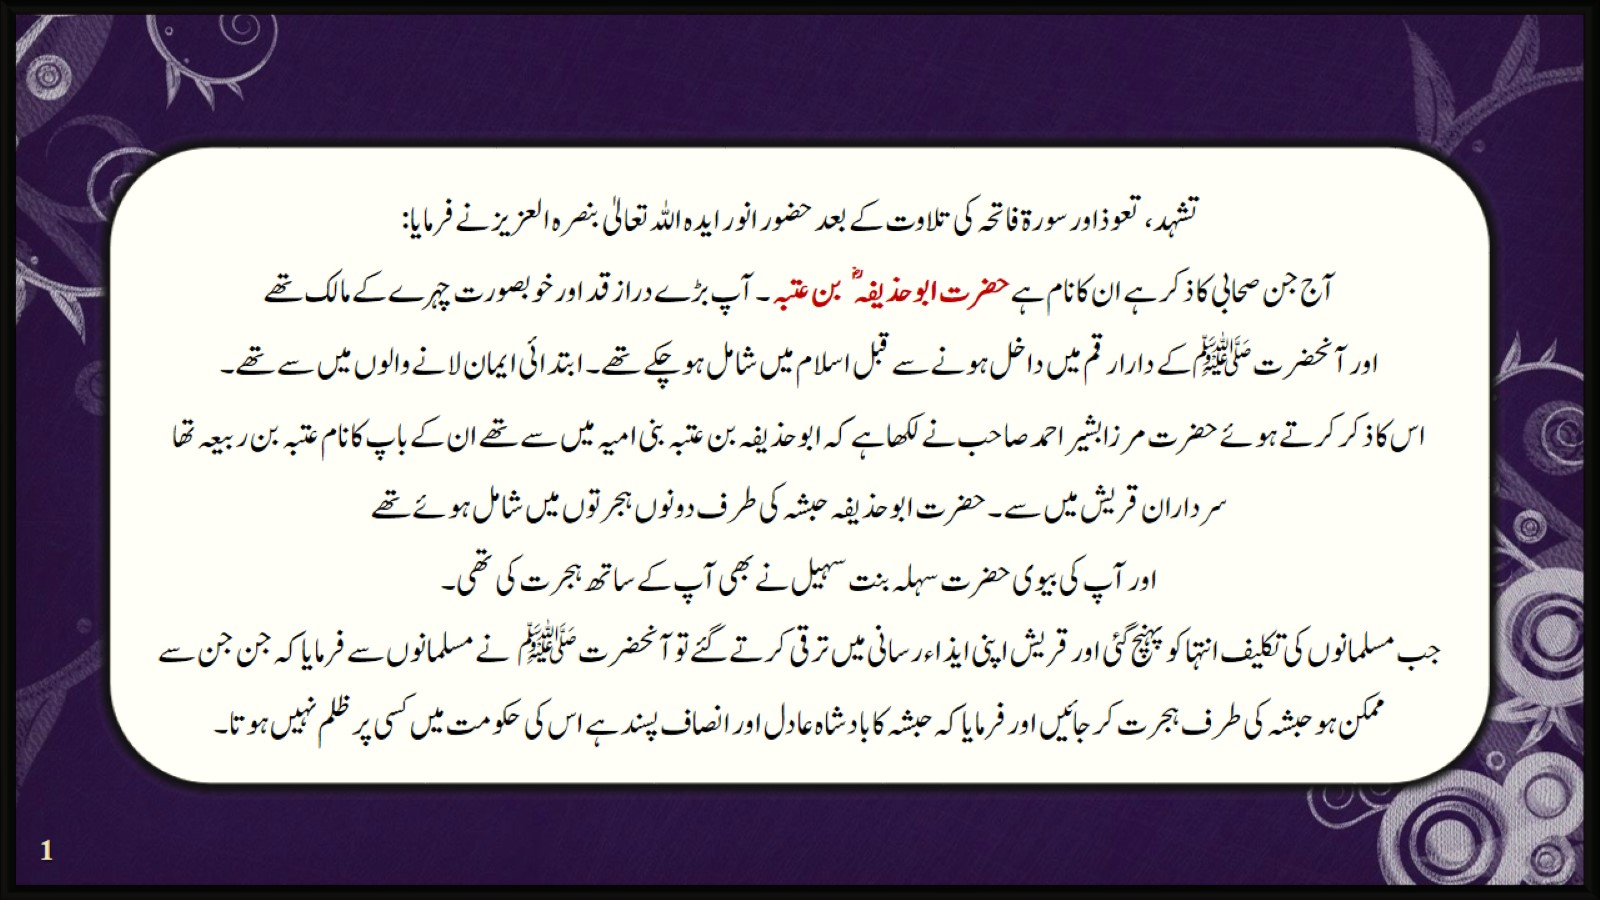 تشہد، تعوذ اور سورۃ فاتحہ کی تلاوت کے بعد حضور انور ایدہ اللہ تعالیٰ بنصرہ العزیز نے فرمایا:
آج جن صحابی کا ذکر ہے ان کا نام ہے حضرت ابو حذیفہ ؓ بن عتبہ ۔ آپ بڑے دراز قد اور خوبصورت چہرے کے مالک تھے
اور آنحضرت ﷺ کے دارارقم میں داخل ہونے سے قبل اسلام میں شامل ہو چکے تھے۔ ابتدائی ایمان لانے والوں میں سے تھے۔
اس کا ذکر کرتے ہوئے حضرت مرزا بشیر احمد صاحب نے لکھا ہے کہ ابو حذیفہ بن عتبہ بنی امیہ میں سے تھے ان کے باپ کا نام عتبہ بن ربیعہ تھا
سرداران قریش میں سے۔ حضرت ابو حذیفہ حبشہ کی طرف دونوں ہجرتوں میں شامل ہوئے تھے
اور آپ کی بیوی حضرت سہلہ بنت سہیل نے بھی آپ کے ساتھ ہجرت کی تھی۔
جب مسلمانوں کی تکلیف انتہا کو پہنچ گئی اور قریش اپنی ایذاء رسانی میں ترقی کرتے گئے تو آنحضرت ﷺ نے مسلمانوں سے فرمایا کہ جن جن سے
ممکن ہو حبشہ کی طرف ہجرت کر جائیں اور فرمایا کہ حبشہ کا بادشاہ عادل اور انصاف پسند ہے اس کی حکومت میں کسی پر ظلم نہیں ہوتا۔
1